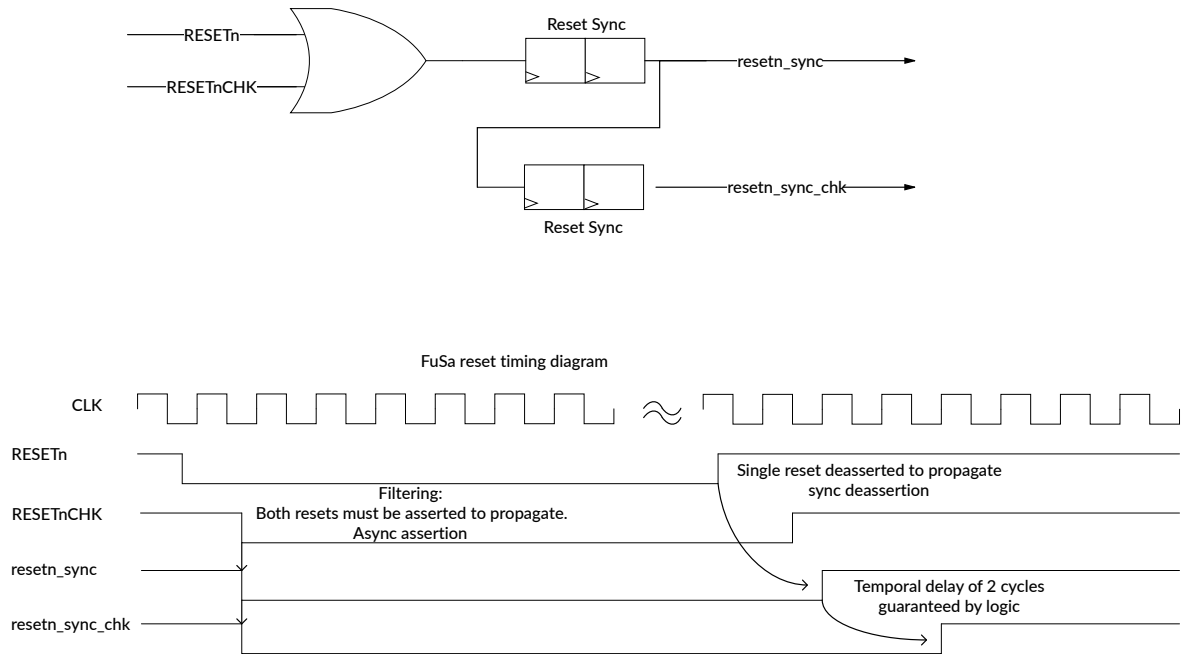 Reset Sync
RESETn
resetn_sync
RESETnCHK
resetn_sync_chk
Reset Sync
FuSa reset timing diagram
CLK
RESETn
Single reset deasserted to propagate
sync deassertion
Filtering:
RESETnCHK
Both resets must be asserted to propagate.
Async assertion
resetn_sync
Temporal delay of 2 cycles
guaranteed by logic
resetn_sync_chk